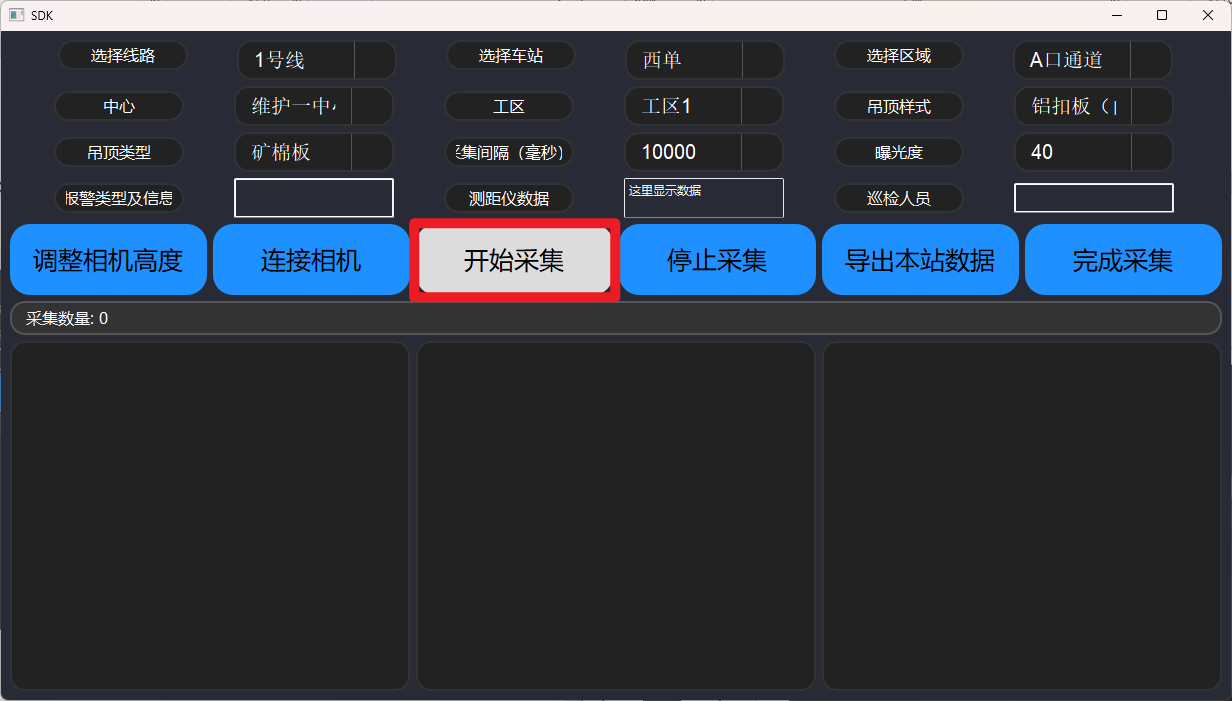 SDK
选择线路 1号线 选择车站 西单 选择区域 A口通道
中心 维护一中 工区 工区1 吊顶样式 铝扣板（
吊顶类型 矿棉板 采集间隔（毫秒） 10000 曝光度 40
报警类型及信息 测距仪数据 这里显示数据 巡检人员
调整相机高度 连接相机 开始采集 停止采集 导出本站数据 完成采集
采集数量: 0